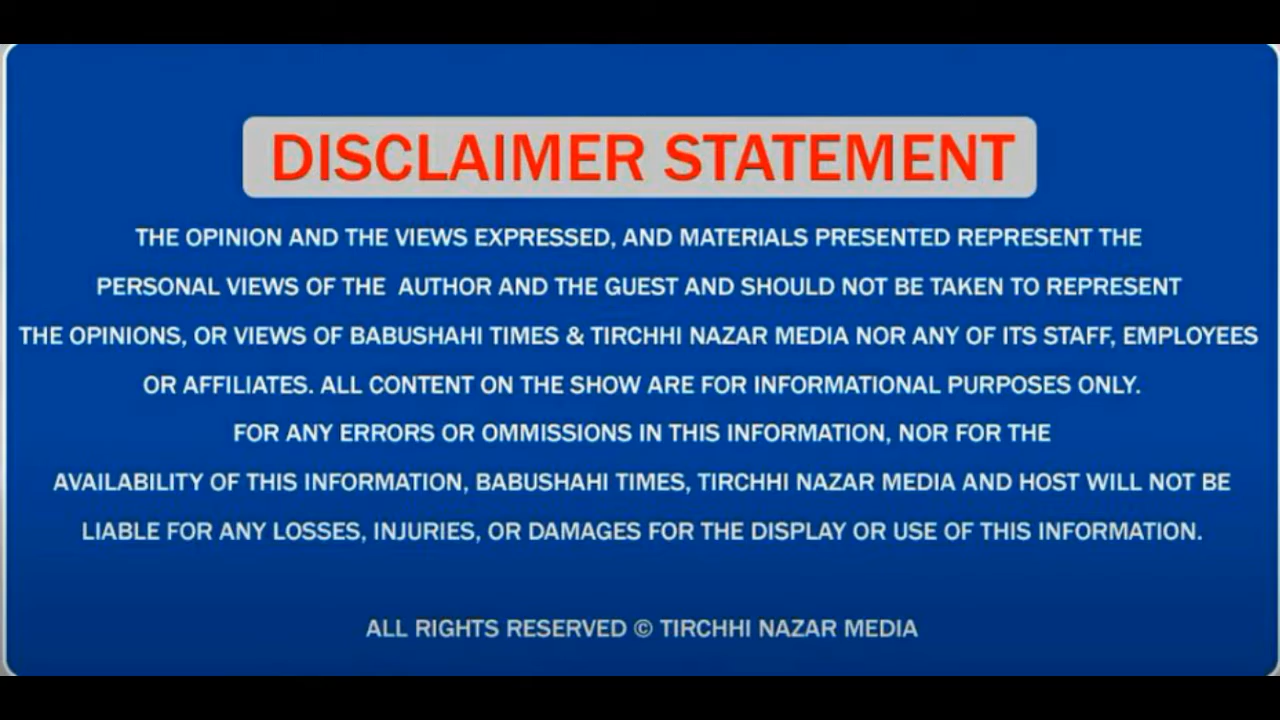 DISCLAIMER STATEMENT
THE OPINION AND THE VIEWS EXPRESSED, AND MATERIALS PRESENTED REPRESENT THE
PERSONAL VIEWS OF THE AUTHOR AND THE GUEST AND SHOULD NOT BE TAKEN TO REPRESENT
THE OPINIONS, OR VIEWS OF BABUSHAHI TIMES & TIRCHHI NAZAR MEDIA NOR ANY OF ITS STAFF, EMPLOYEES
OR AFFILIATES. ALL CONTENT ON THE SHOW ARE FOR INFORMATIONAL PURPOSES ONLY.
FOR ANY ERRORS OR OMMISSIONS IN THIS INFORMATION, NOR FOR THE
AVAILABILITY OF THIS INFORMATION, BABUSHAHI TIMES, TIRCHHI NAZAR MEDIA AND HOST WILL NOT BE
LIABLE FOR ANY LOSSES, INJURIES, OR DAMAGES FOR THE DISPLAY OR USE OF THIS INFORMATION.
ALL RIGHTS RESERVED © TIRCHHI NAZAR MEDIA